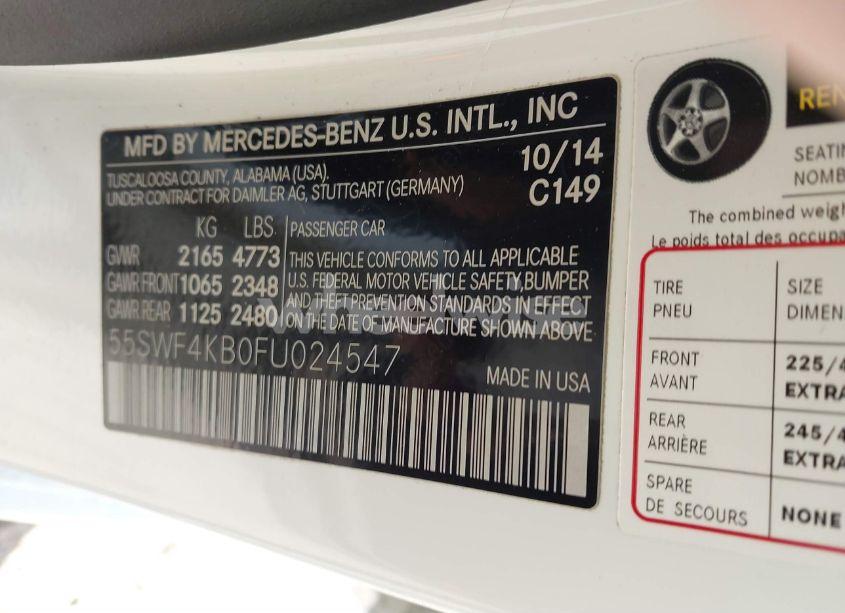 MFD BY MERCEDES-BENZ U.S. INTL., INC
TUSCALOOSA COUNTY, ALABAMA (USA).
UNDER CONTRACT FOR DAIMLER AG, STUTTGART (GERMANY)
10/14
C149
KG LBS
GVWR 2165 4773
GAWR FRONT 1065 2348
GAWR REAR 1125 2480
PASSENGER CAR
THIS VEHICLE CONFORMS TO ALL APPLICABLE
U.S. FEDERAL MOTOR VEHICLE SAFETY, BUMPER
AND THEFT PREVENTION STANDARDS IN EFFECT
ON THE DATE OF MANUFACTURE SHOWN ABOVE
55SWF4KB0FU024547
MADE IN USA
REN
SEATIN
NOMB
The combined weigh
Le poids total des occupa
TIRE
PNEU
SIZE
DIMEN
FRONT
AVANT
225/4
EXTRA
REAR
ARRIÈRE
245/4
EXTRA
SPARE
DE SECOURS
NONE